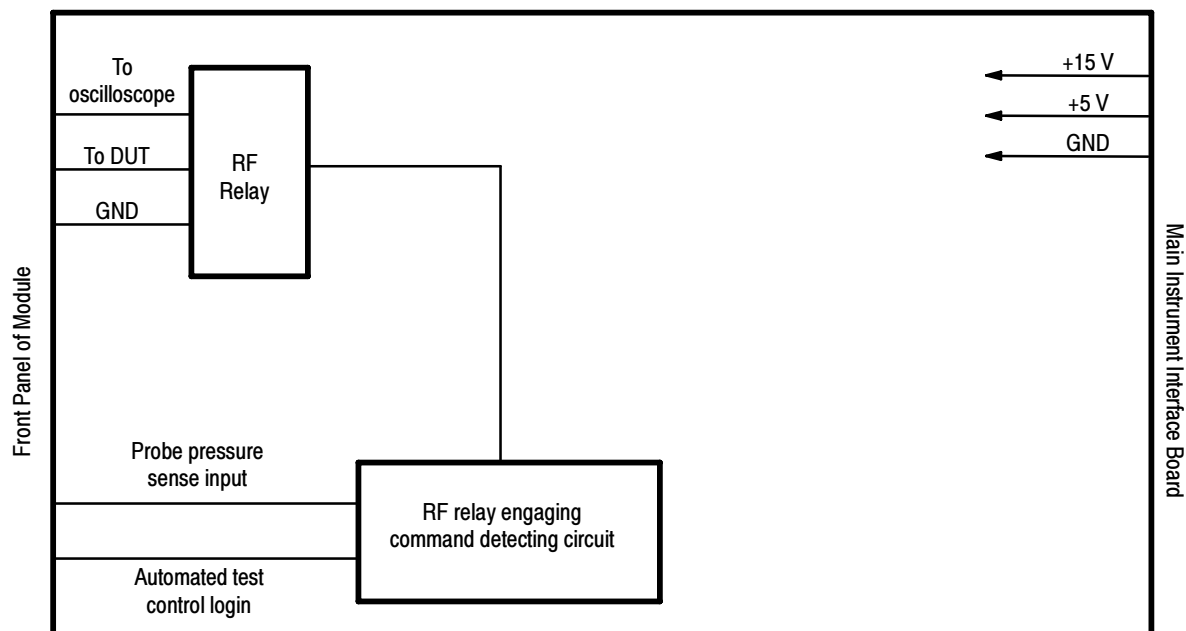 To
oscilloscope
To DUT
GND
RF
Relay
+15 V
+5 V
GND
Front Panel of Module
Main Instrument Interface Board
Probe pressure
sense input
RF relay engaging
command detecting circuit
Automated test
control login